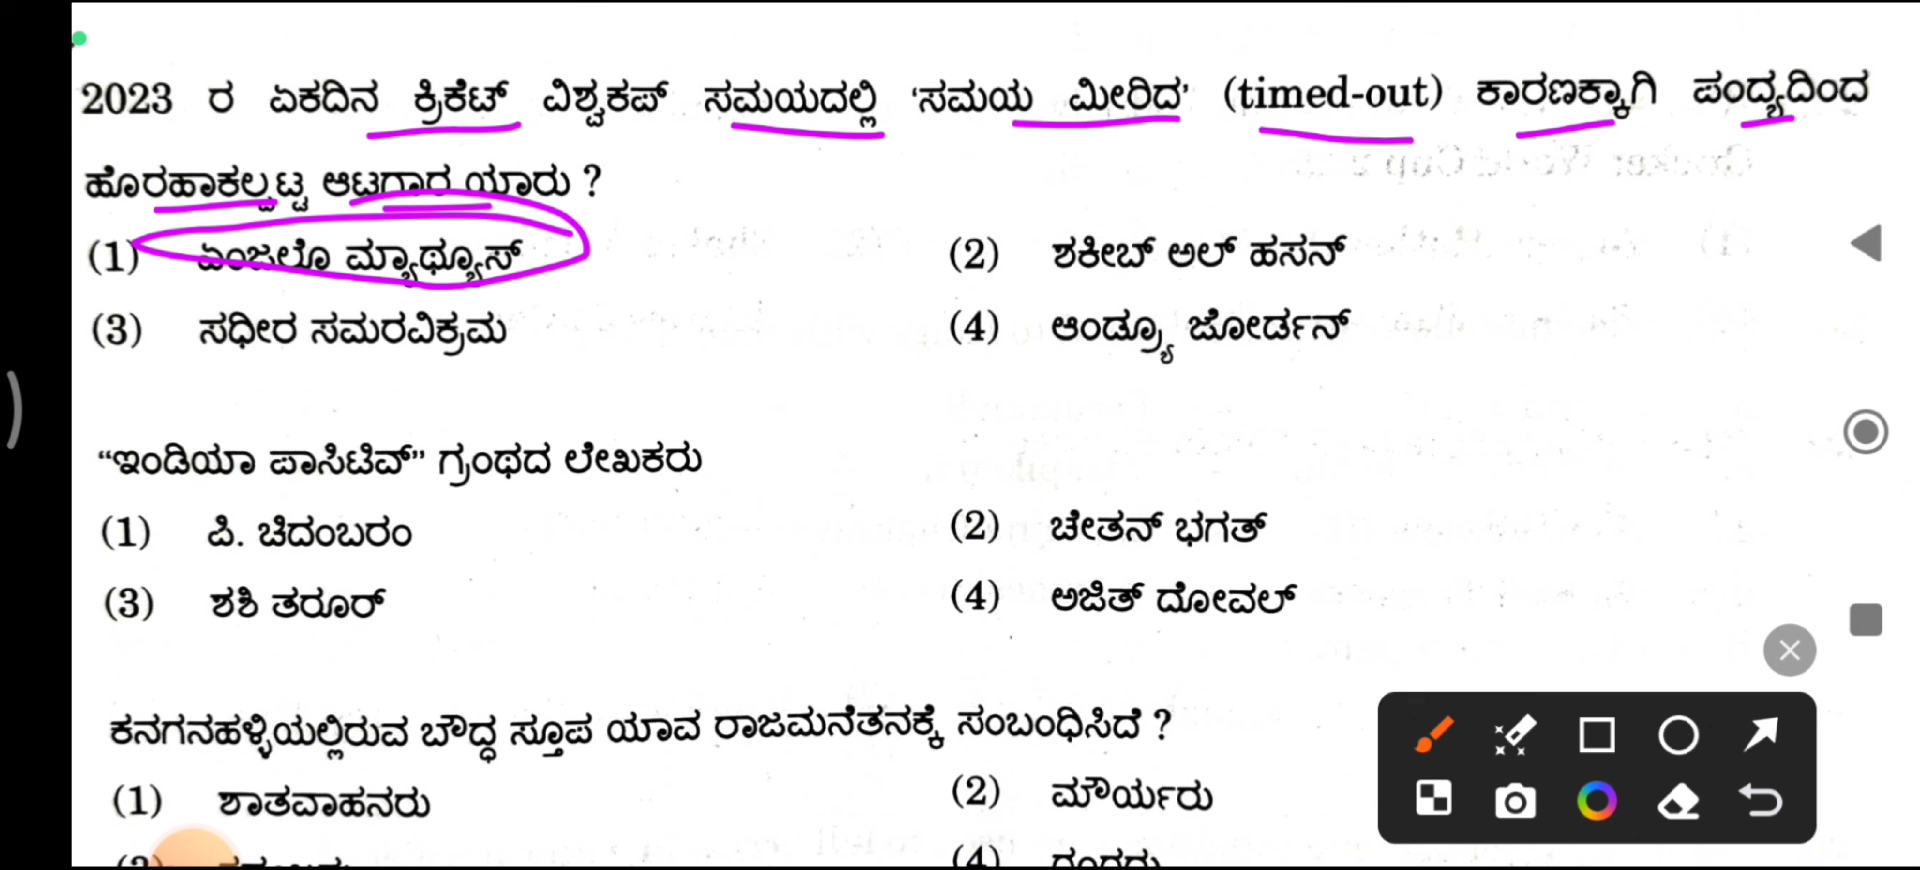 2023 ರ ಏಕದಿನ ಕ್ರಿಕೆಟ್ ವಿಶ್ವಕಪ್ ಸಮಯದಲ್ಲಿ 'ಸಮಯ ಮೀರಿದ' (timed-out) ಕಾರಣಕ್ಕಾಗಿ ಪಂದ್ಯದಿಂದ
ಹೊರಹಾಕಲ್ಪಟ್ಟ ಆಟಗಾರ ಯಾರು ?
(1) ಏಂಜಲೊ ಮ್ಯಾಥ್ಯೂಸ್ (2) ಶಕೀಬ್ ಅಲ್ ಹಸನ್
(3) ಸಧೀರ ಸಮರವಿಕ್ರಮ (4) ಆಂಡ್ರ್ಯೂ ಜೋರ್ಡನ್
"ಇಂಡಿಯಾ ಪಾಸಿಟಿವ್" ಗ್ರಂಥದ ಲೇಖಕರು
(1) ಪಿ. ಚಿದಂಬರಂ (2) ಚೇತನ್ ಭಗತ್
(3) ಶಶಿ ತರೂರ್ (4) ಅಜಿತ್ ದೋವಲ್
ಕನಗನಹಳ್ಳಿಯಲ್ಲಿರುವ ಬೌದ್ಧ ಸ್ತೂಪ ಯಾವ ರಾಜಮನೆತನಕ್ಕೆ ಸಂಬಂಧಿಸಿದೆ ?
(1) ಶಾತವಾಹನರು (2) ಮೌರ್ಯರು
(4)